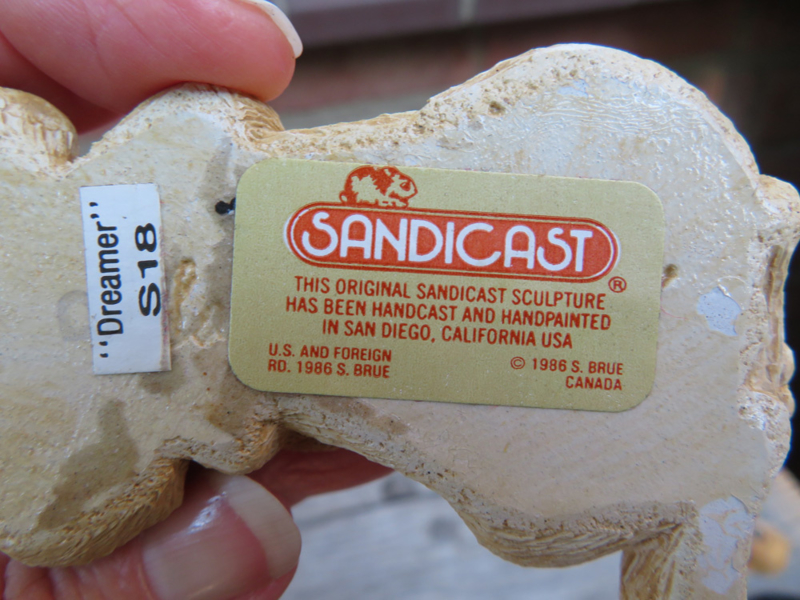 "Dreamer"
S18
SANDICAST®
THIS ORIGINAL SANDICAST SCULPTURE
HAS BEEN HANDCAST AND HANDPAINTED
IN SAN DIEGO, CALIFORNIA USA
U.S. AND FOREIGN
RD. 1986 S. BRUE
© 1986 S. BRUE
CANADA